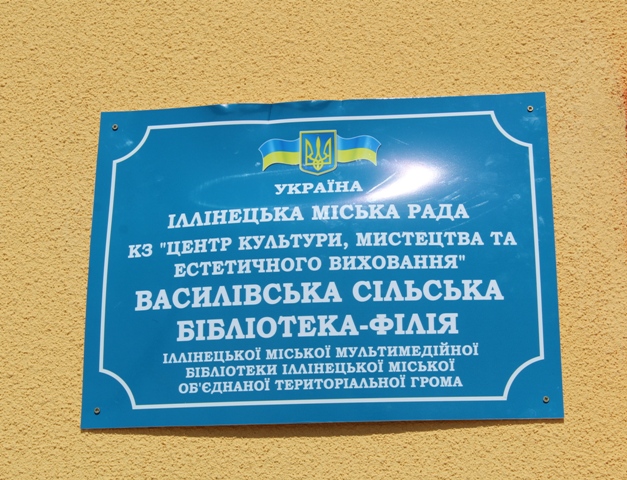 УКРАЇНА
ІЛЛІНЕЦЬКА МІСЬКА РАДА
КЗ "ЦЕНТР КУЛЬТУРИ, МИСТЕЦТВА ТА
ЕСТЕТИЧНОГО ВИХОВАННЯ"
ВАСИЛІВСЬКА СІЛЬСЬКА
БІБЛІОТЕКА-ФІЛІЯ
ІЛЛІНЕЦЬКОЇ МІСЬКОЇ МУЛЬТИМЕДІЙНОЇ
БІБЛІОТЕКИ ІЛЛІНЕЦЬКОЇ МІСЬКОЇ
ОБ'ЄДНАНОЇ ТЕРИТОРІАЛЬНОЇ ГРОМА